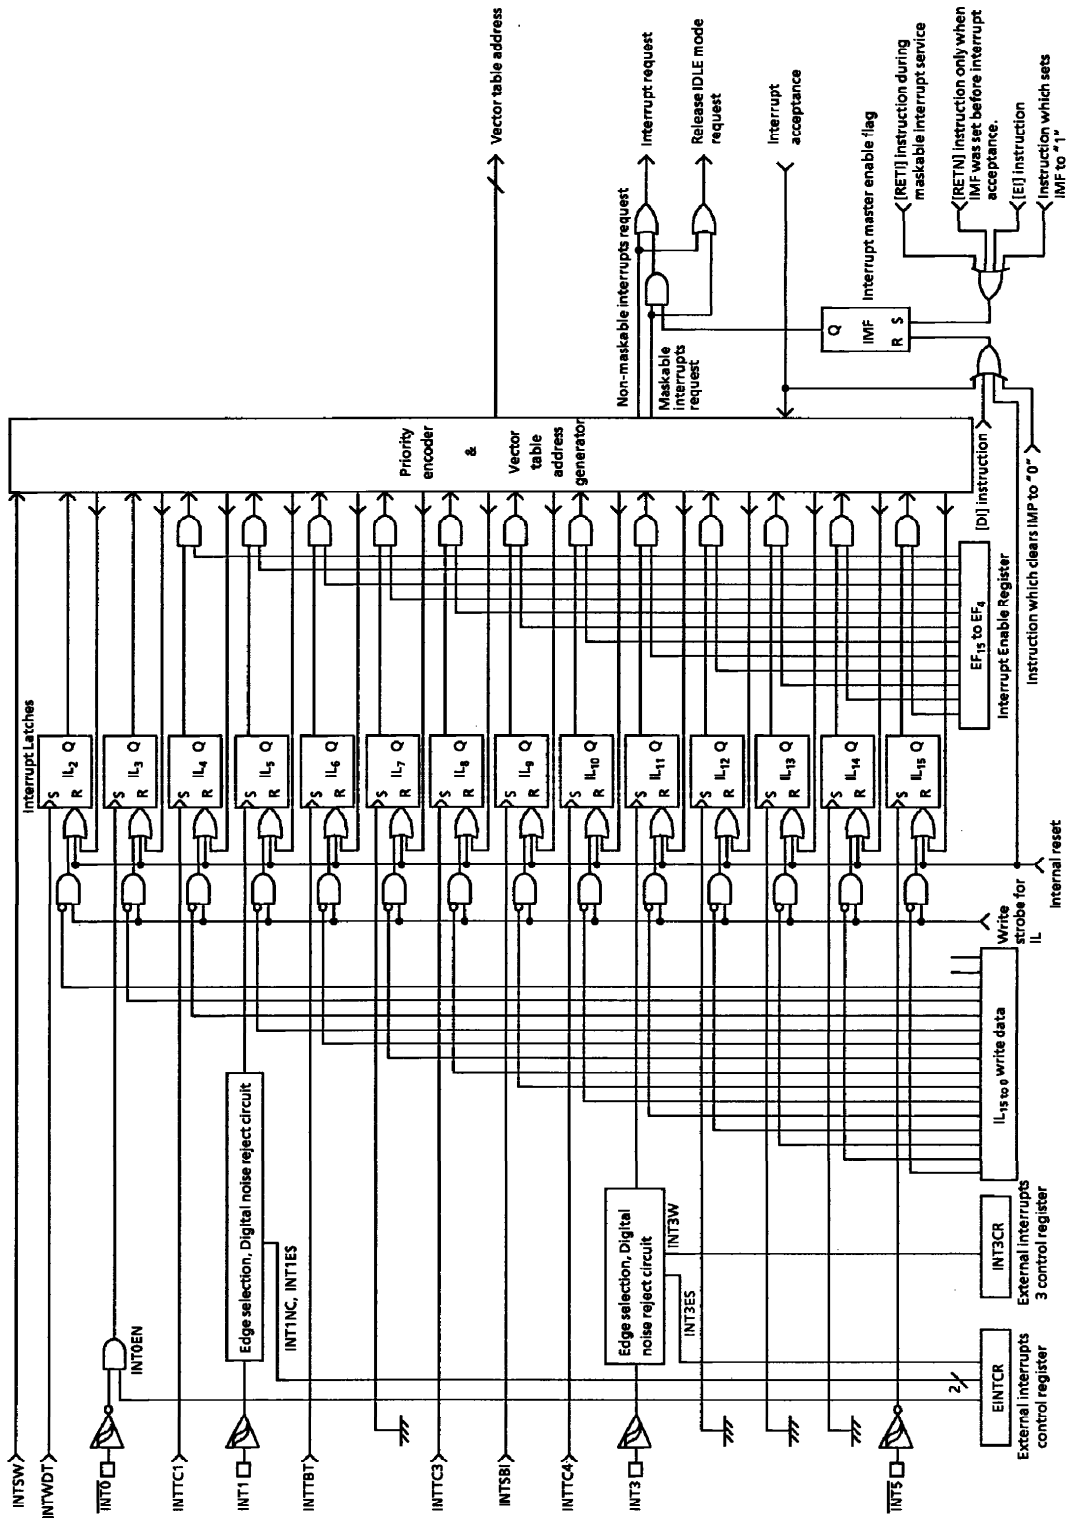 INTSW
INTWDT
INT0
INTTC1
INT1
INTTBT
INTTC3
INTSBI
INTTC4
INT3
INT5
INT0EN
Edge selection, Digital noise reject circuit
INT1NC, INT1ES
Edge selection, Digital
noise reject circuit
INT3W
INT3ES
2
EINTCR
External interrupts
control register
INT3CR
External interrupts
3 control register
IL15 to 0 write data
Write
strobe for
IL
Internal reset
Interrupt Latches
S IL2 Q
R
S IL3 Q
R
S IL4 Q
R
S IL5 Q
R
S IL6 Q
R
S IL7 Q
R
S IL8 Q
R
S IL9 Q
R
S IL10 Q
R
S IL11 Q
R
S IL12 Q
R
S IL13 Q
R
S IL14 Q
R
S IL15 Q
R
EF15 to EF4
Interrupt Enable Register
Instruction which clears IMP to "0"
[DI] instruction
Priority
encoder
&
Vector
table
address
generator
Vector table address
Non-maskable interrupts request
Maskable
interrupts
request
Interrupt request
Release IDLE mode
request
Interrupt
acceptance
Interrupt master enable flag
Q
IMF
R S
[RETI] instruction during
maskable interrupt service
[RETN] instruction only when
IMF was set before interrupt
acceptance.
[EI] instruction
Instruction which sets
IMF to "1"